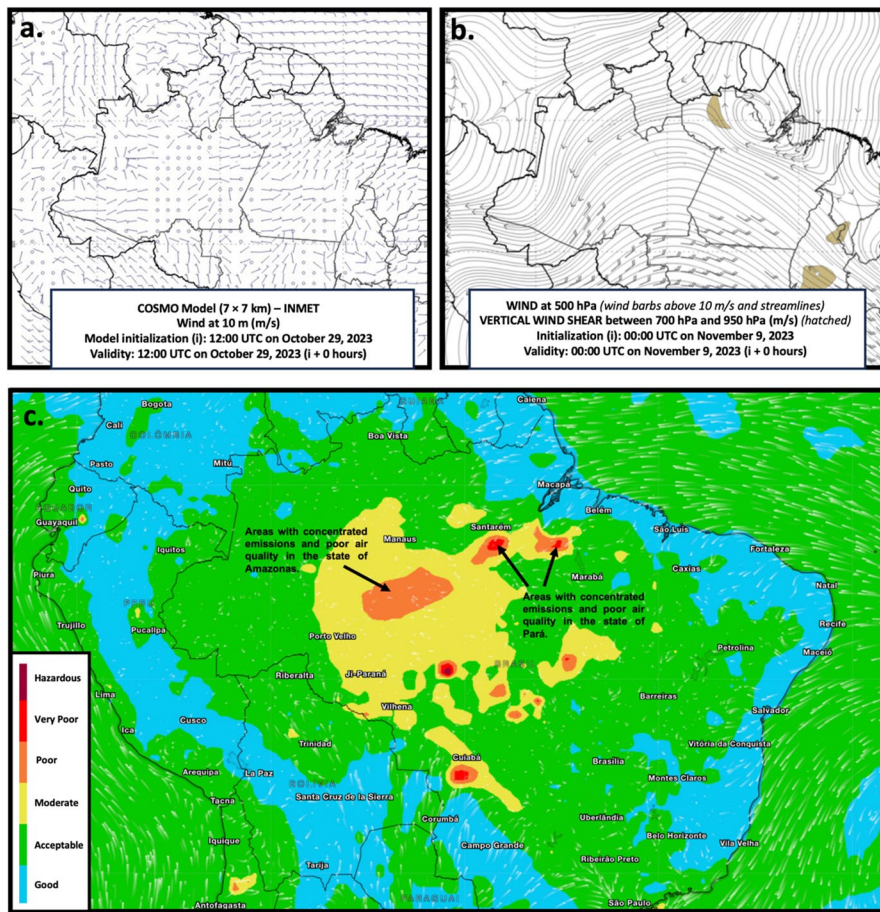 a.
COSMO Model (7 × 7 km) – INMET
Wind at 10 m (m/s)
Model initialization (i): 12:00 UTC on October 29, 2023
Validity: 12:00 UTC on October 29, 2023 (i + 0 hours)
b.
WIND at 500 hPa (wind barbs above 10 m/s and streamlines)
VERTICAL WIND SHEAR between 700 hPa and 950 hPa (m/s) (hatched)
Initialization (i): 00:00 UTC on November 9, 2023
Validity: 00:00 UTC on November 9, 2023 (i + 0 hours)
c.
Bogota
Caiena
Cali
COLOMBIA
Boa Vista
Pasto
Mitu
Quito
Macapá
Guayaquil
Santarém
Belém
São Luis
Areas with concentrated
emissions and poor air
quality in the state of
Amazonas.
Manaus
Iquitos
Fortaleza
Piura
Marabá
Caxias
Natal
Areas with concentrated
emissions and poor air
quality in the state of
Pará.
PERU
Trujillo
Pucallpa
Recife
Porto Velho
Petrolina
Maceió
Riberalta
Ji-Paraná
BRAZIL
Hazardous
Lima
Barreiras
Vilhena
Salvador
Very Poor
Ica
Cusco
Trinidad
Cuiabá
Vitória da Conquista
Poor
Arequipa
La Paz
Brasília
BOLIVIA
Montes Claros
Moderate
Tacna
Santa Cruz de la Sierra
Corumbá
Uberlândia
Acceptable
Iquique
Belo Horizonte
Vila Velha
Campo Grande
Ribeirão Preto
Good
Tarija
PARAGUAI
Antofagasta
São Paulo